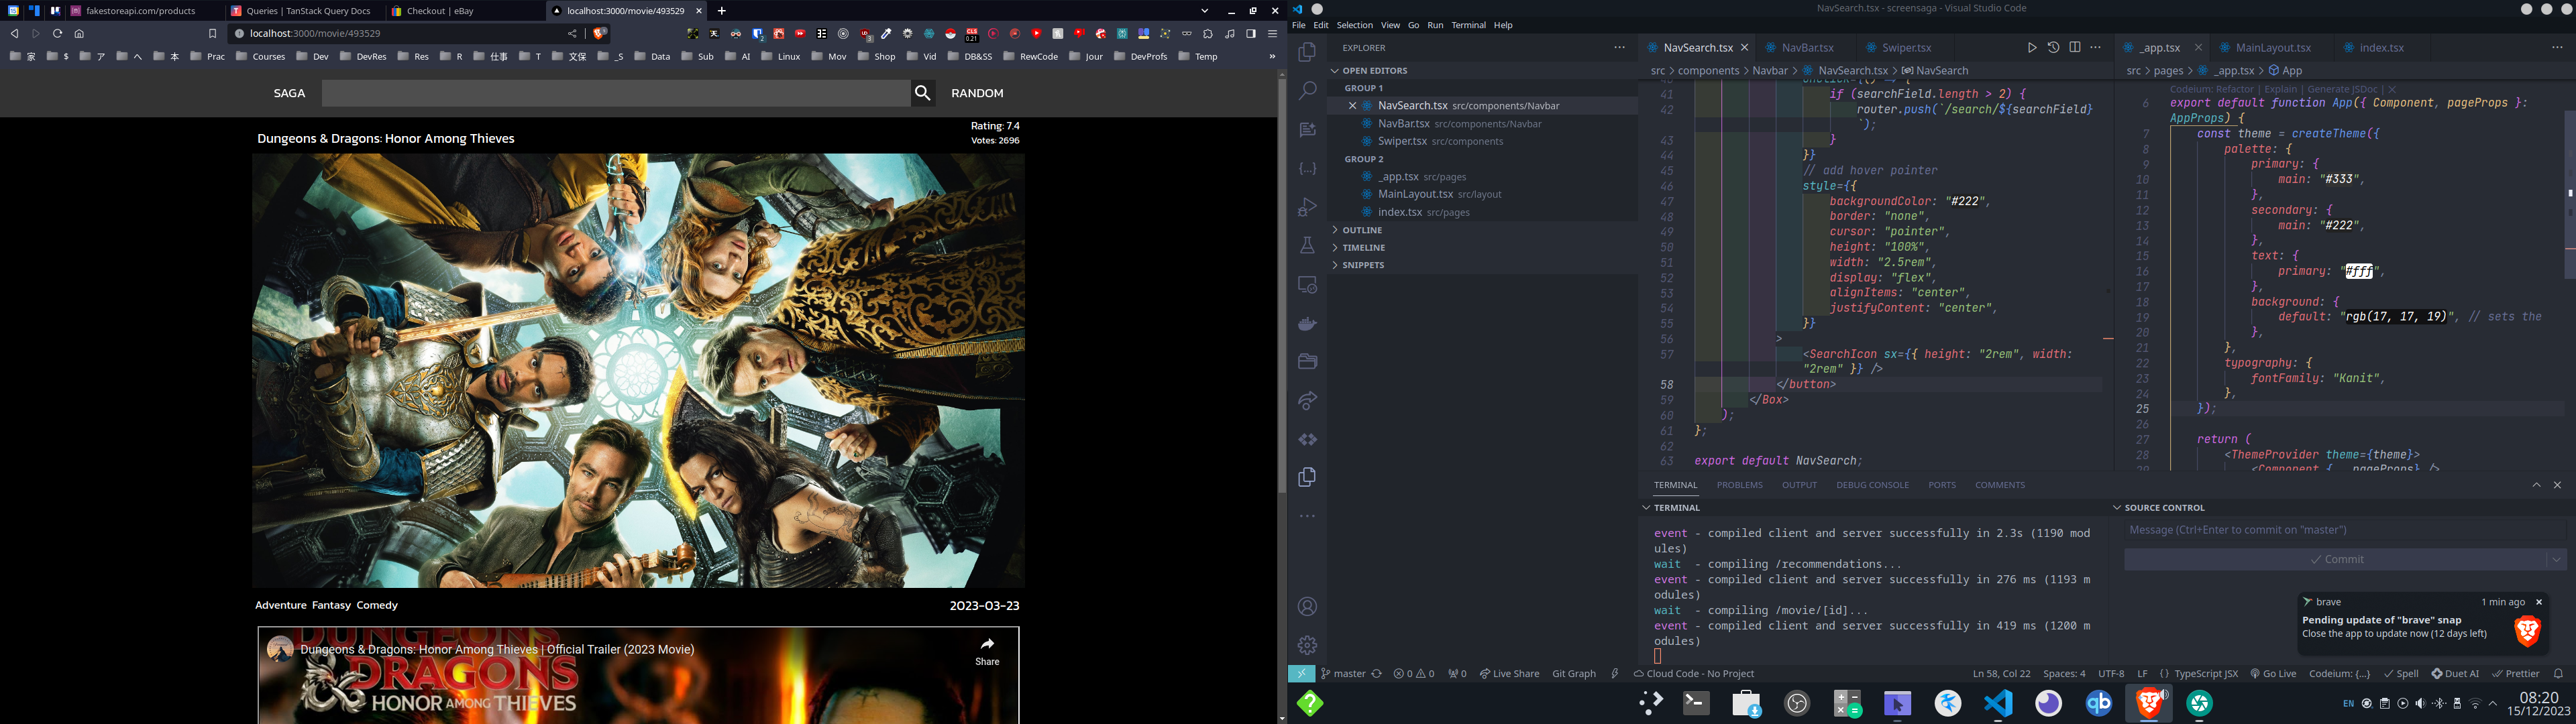 fakestoreapi.com/products
Queries | TanStack Query Docs
Checkout | eBay
localhost:3000/movie/493529
localhost:3000/movie/493529
家
$
ア
へ
本
Prac
Courses
Dev
DevRes
Res
R
仕事
T
文保
_S
Data
Sub
AI
Linux
Mov
Shop
Vid
DB&SS
RewCode
Jour
DevProfs
Temp
SAGA
RANDOM
Dungeons & Dragons: Honor Among Thieves
Rating: 7.4
Votes: 2696
Adventure Fantasy Comedy
2023-03-23
Dungeons & Dragons: Honor Among Thieves | Official Trailer (2023 Movie)
Share
DUNGEONS
DRAGONS
HONOR AMONG THIEVES
NavSearch.tsx - screensaga - Visual Studio Code
File Edit Selection View Go Run Terminal Help
EXPLORER
OPEN EDITORS
GROUP 1
NavSearch.tsx src/components/Navbar
NavBar.tsx src/components/Navbar
Swiper.tsx src/components
GROUP 2
_app.tsx src/pages
MainLayout.tsx src/layout
index.tsx src/pages
OUTLINE
TIMELINE
SNIPPETS
NavSearch.tsx
NavBar.tsx
Swiper.tsx
src > components > Navbar > NavSearch.tsx > NavSearch
41 if (searchField.length > 2) {
42 router.push(`/search/${searchField}
`);
43 }
44 }}
45 // add hover pointer
46 style={{
47 backgroundColor: "#222",
48 border: "none",
49 cursor: "pointer",
50 height: "100%",
51 width: "2.5rem",
52 display: "flex",
53 alignItems: "center",
54 justifyContent: "center",
55 }}
56 >
57 <SearchIcon sx={{ height: "2rem", width:
"2rem" }} />
58 </button>
59 </Box>
60 );
61 };
62
63 export default NavSearch;
_app.tsx
MainLayout.tsx
index.tsx
src > pages > _app.tsx > App
Codeium: Refactor | Explain | Generate JSDoc | X
6 export default function App({ Component, pageProps }:
AppProps) {
7 const theme = createTheme({
8 palette: {
9 primary: {
10 main: "#333",
11 },
12 secondary: {
13 main: "#222",
14 },
15 text: {
16 primary: "#fff",
17 },
18 background: {
19 default: "rgb(17, 17, 19)", // sets the
20 },
21 },
22 typography: {
23 fontFamily: "Kanit",
24 },
25 });
26
27 return (
28 <ThemeProvider theme={theme}>
29 <Component {...pageProps} />
TERMINAL PROBLEMS OUTPUT DEBUG CONSOLE PORTS COMMENTS
TERMINAL
event - compiled client and server successfully in 2.3s (1190 mod
ules)
wait - compiling /recommendations...
event - compiled client and server successfully in 276 ms (1193 m
odules)
wait - compiling /movie/[id]...
event - compiled client and server successfully in 419 ms (1200 m
odules)
SOURCE CONTROL
Message (Ctrl+Enter to commit on "master")
Commit
brave
1 min ago
Pending update of "brave" snap
Close the app to update now (12 days left)
master
0 0
0
Live Share
Git Graph
Cloud Code - No Project
Ln 58, Col 22
Spaces: 4
UTF-8
LF
TypeScript JSX
Go Live
Codeium: {...}
Spell
Duet AI
Prettier
EN
08:20
15/12/2023